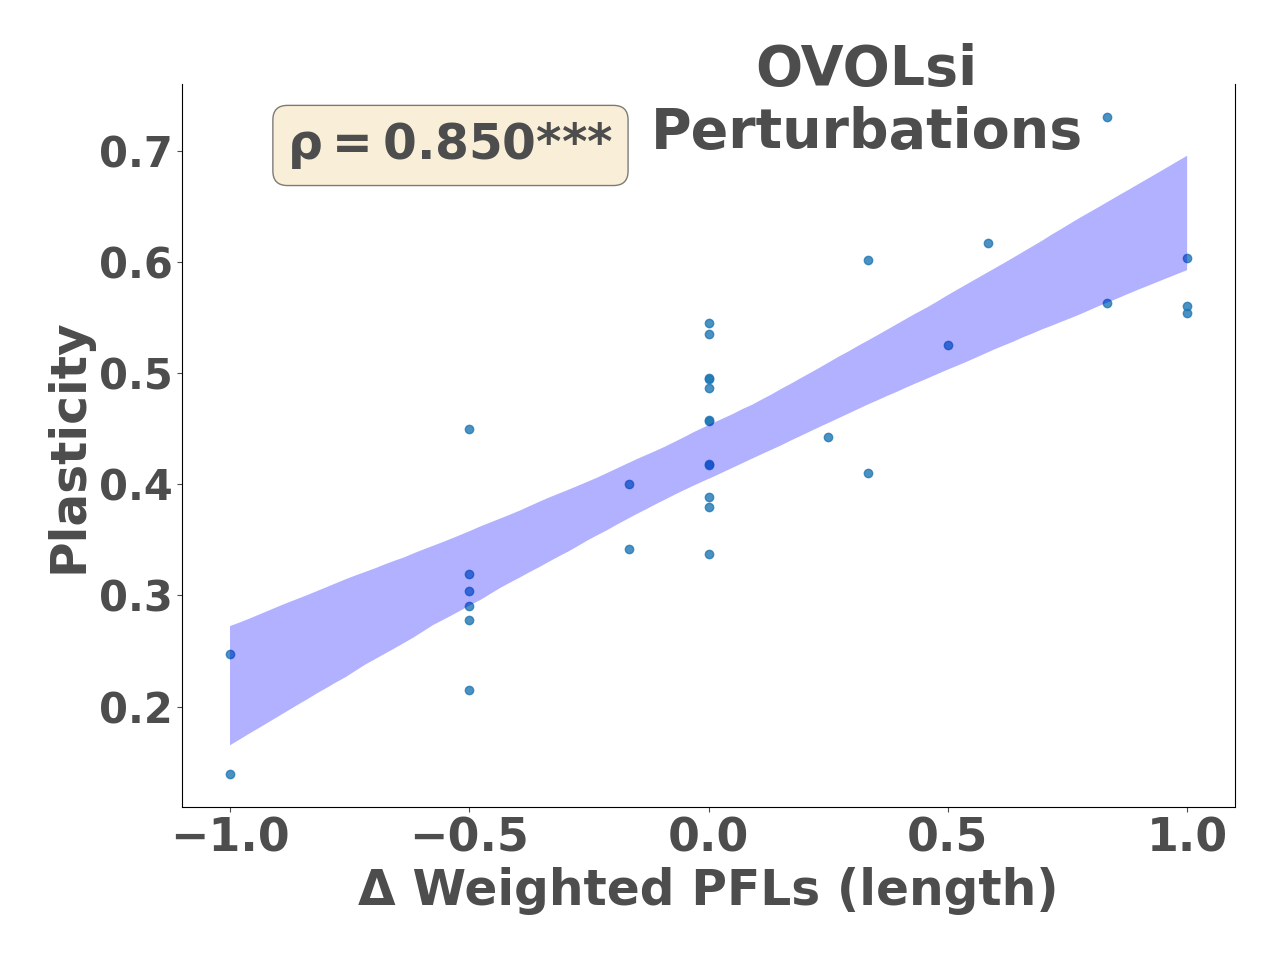 OVOLsi
Perturbations
ρ = 0.850***
Plasticity
0.7
0.6
0.5
0.4
0.3
0.2
−1.0 −0.5 0.0 0.5 1.0
Δ Weighted PFLs (length)